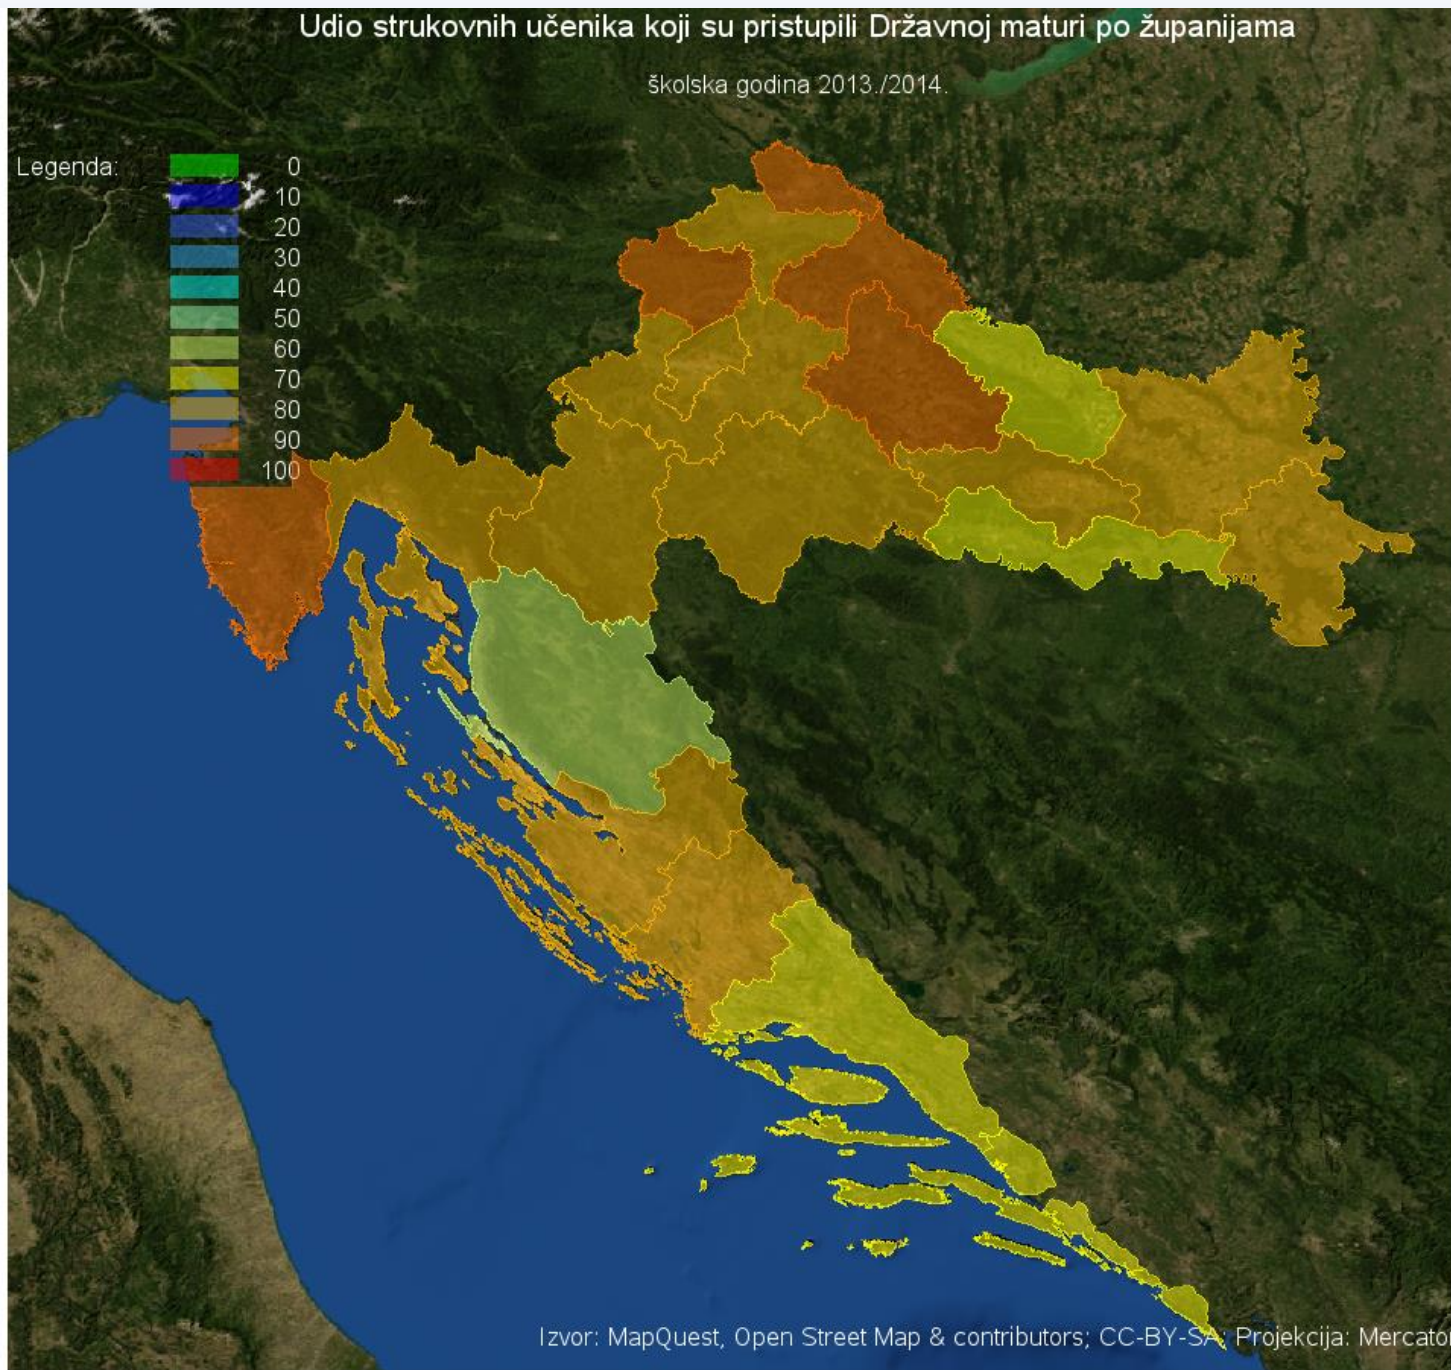 Udio strukovnih učenika koji su pristupili Državnoj maturi po županijama
školska godina 2013./2014.
Legenda:
0
10
20
30
40
50
60
70
80
90
100
Izvor: MapQuest, Open Street Map & contributors; CC-BY-SA; Projekcija: Mercato